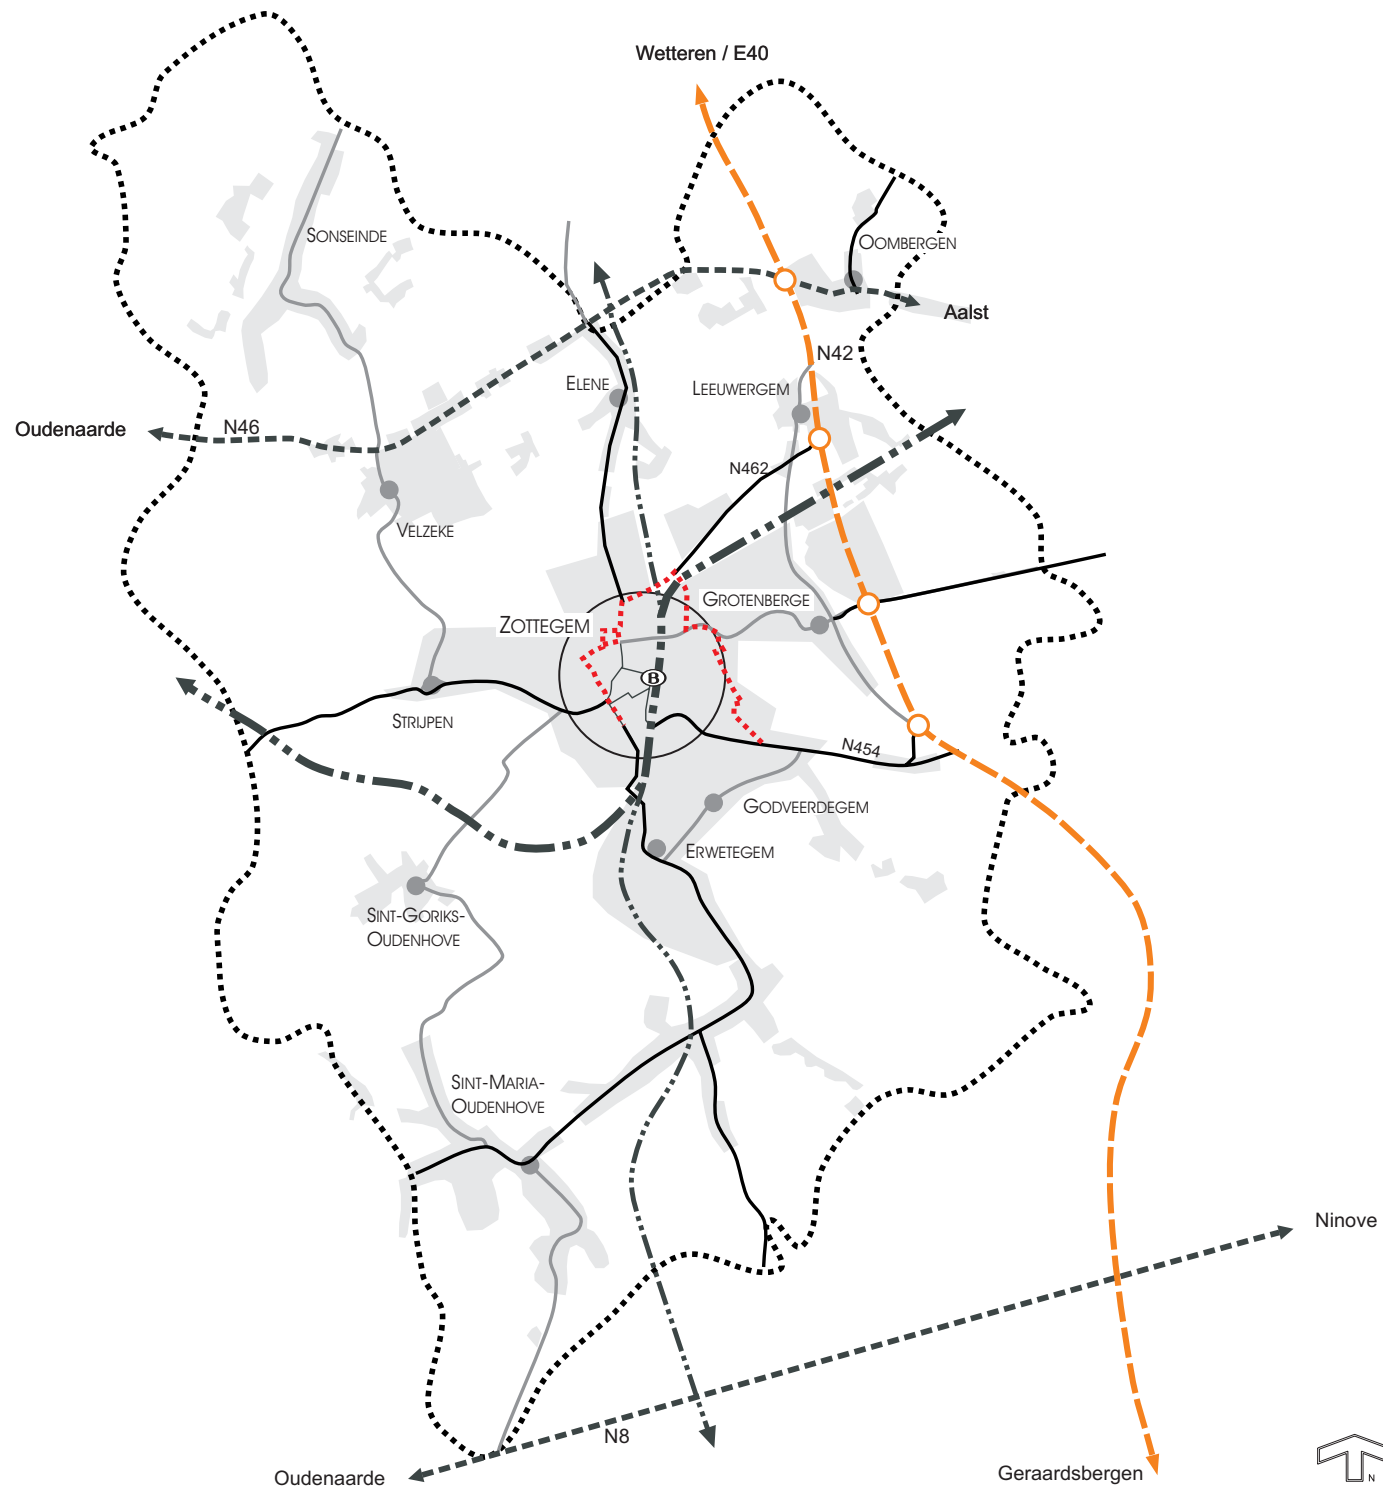 Wetteren / E40
SONSEINDE
OOMBERGEN
Aalst
N42
ELENE
LEEUWERGEM
Oudenaarde
N46
N462
VELZEKE
GROTENBERGE
ZOTTEGEM
B
STRIJPEN
N454
GODVEERDEGEM
ERWETEGEM
SINT-GORIKS-
OUDENHOVE
SINT-MARIA-
OUDENHOVE
Ninove
N8
Oudenaarde
Geraardsbergen
N